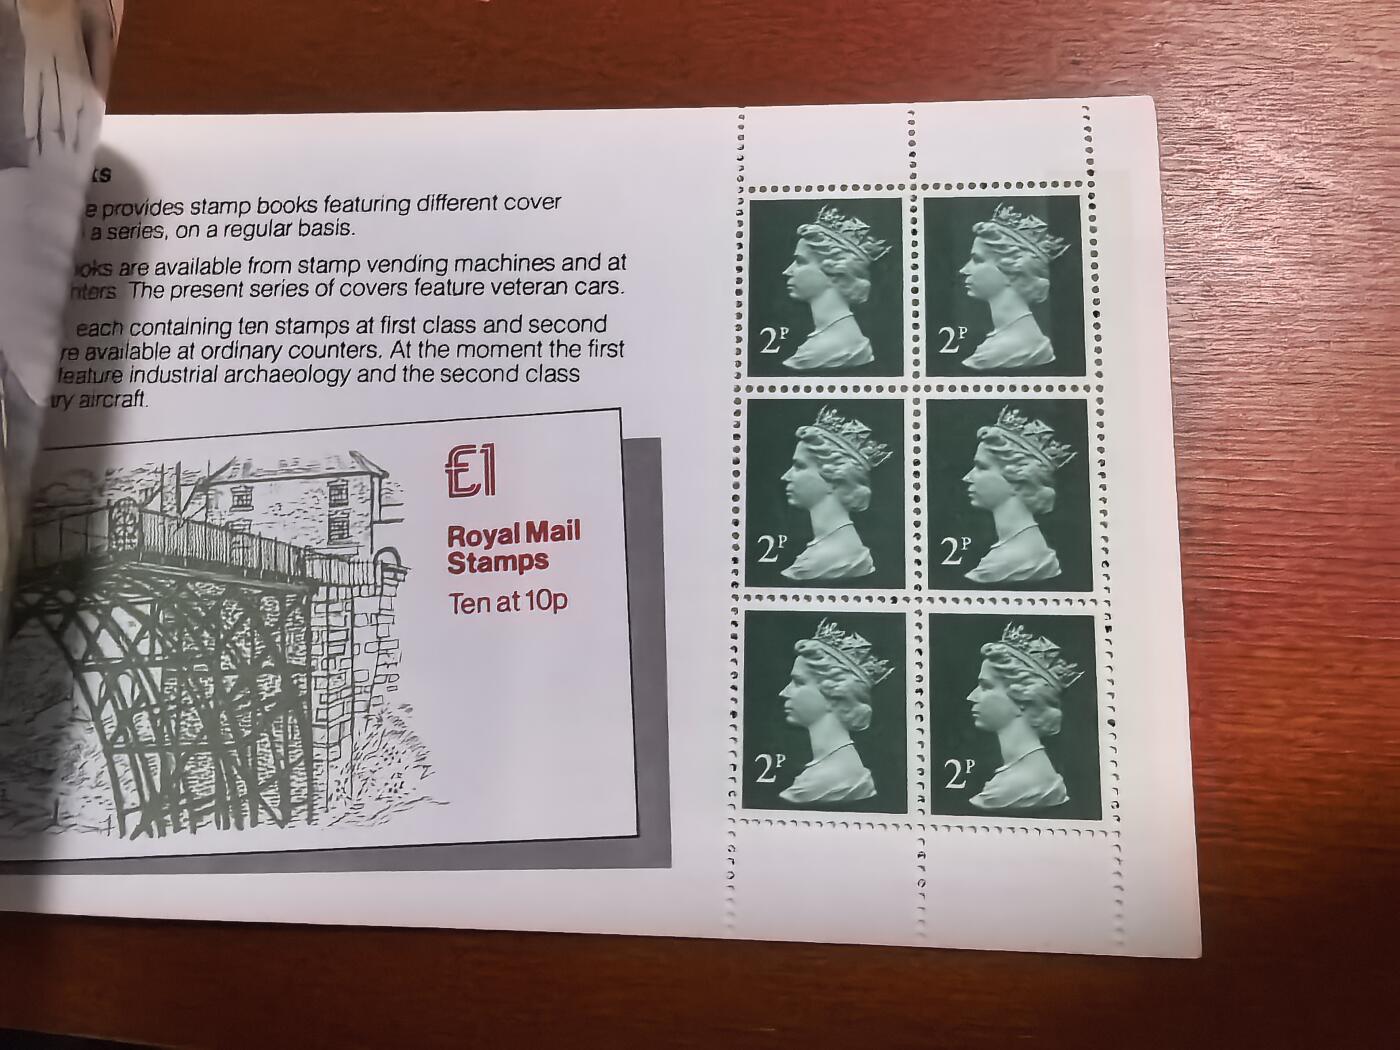 ks
e provides stamp books featuring different cover
a series, on a regular basis.
oks are available from stamp vending machines and at
nters. The present series of covers feature veteran cars.
each containing ten stamps at first class and second
re available at ordinary counters. At the moment the first
feature industrial archaeology and the second class
ry aircraft.
£1
Royal Mail
Stamps
Ten at 10p
2P
2P
2P
2P
2P
2P